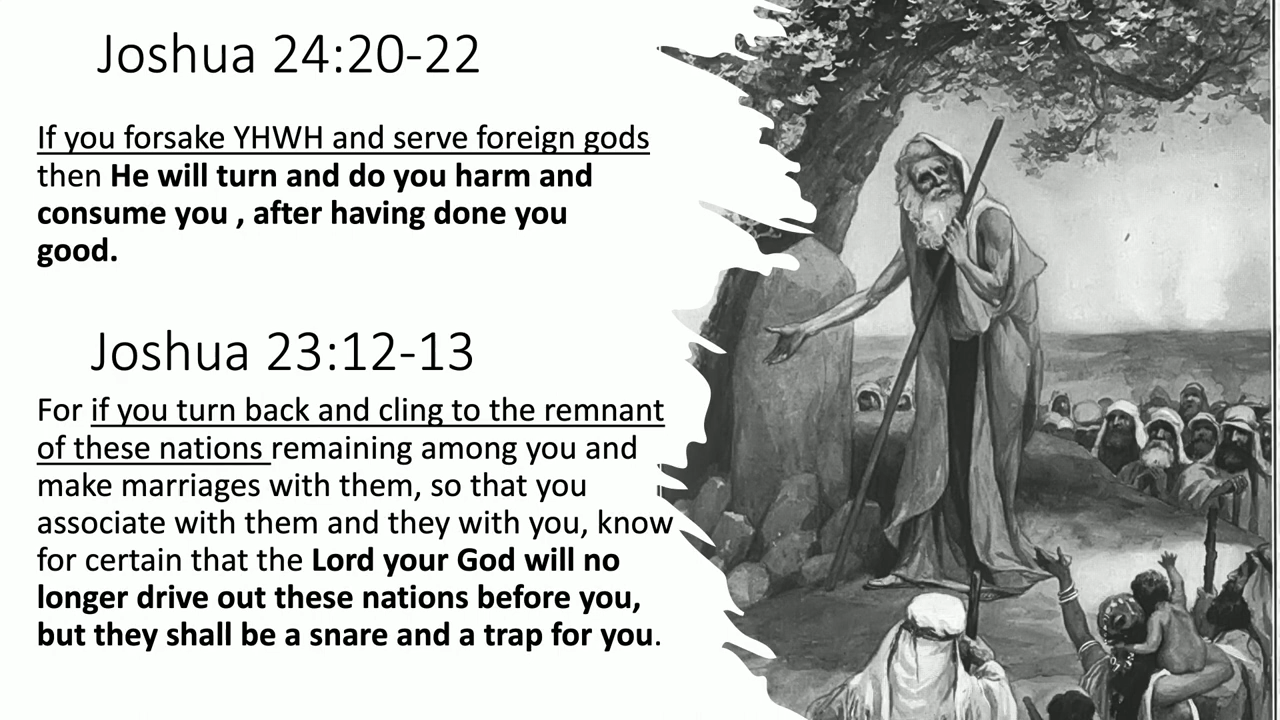 Joshua 24:20-22
If you forsake YHWH and serve foreign gods
then He will turn and do you harm and
consume you , after having done you
good.
Joshua 23:12-13
For if you turn back and cling to the remnant
of these nations remaining among you and
make marriages with them, so that you
associate with them and they with you, know
for certain that the Lord your God will no
longer drive out these nations before you,
but they shall be a snare and a trap for you.